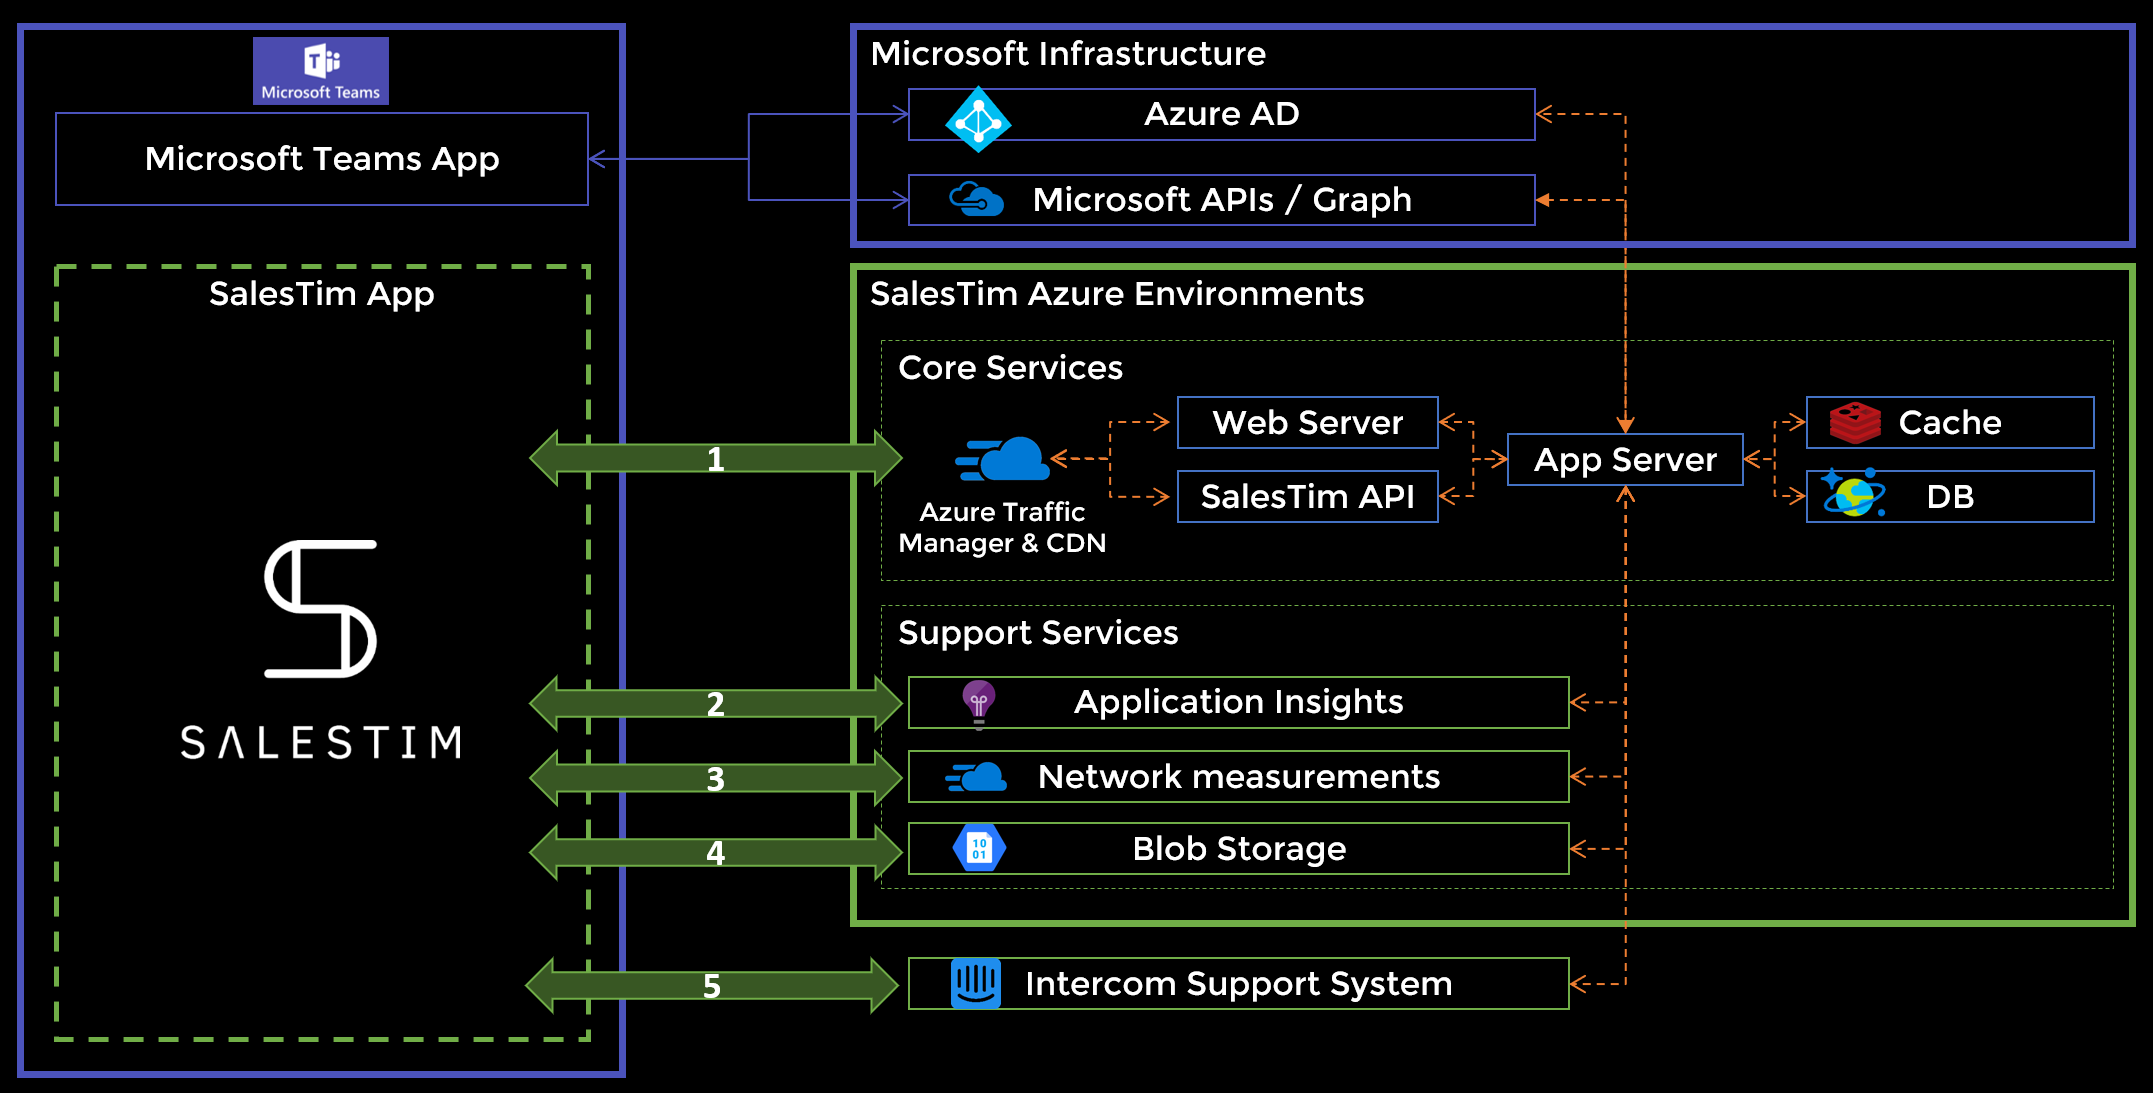 Microsoft Teams
Microsoft Teams App
SalesTim App
SALESTIM
Microsoft Infrastructure
Azure AD
Microsoft APIs / Graph
SalesTim Azure Environments
Core Services
1
Azure Traffic
Manager & CDN
Web Server
SalesTim API
App Server
Cache
DB
Support Services
2
Application Insights
3
Network measurements
4
10
01
Blob Storage
5
Intercom Support System